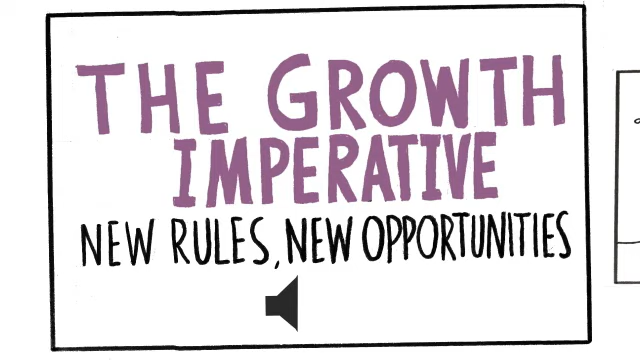 THE GROWTH
IMPERATIVE
NEW RULES, NEW OPPORTUNITIES